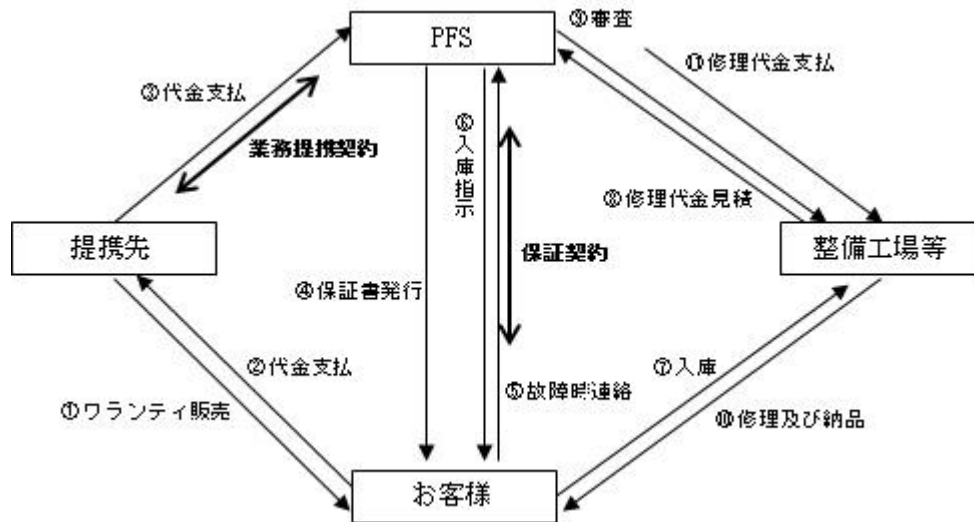 PFS
⑨審査
⑪修理代金支払
③代金支払
業務提携契約
⑥入庫指示
⑧修理代金見積
提携先
保証契約
整備工場等
④保証書発行
②代金支払
⑦入庫
⑤故障時連絡
①ワランティ販売
⑩修理及び納品
お客様